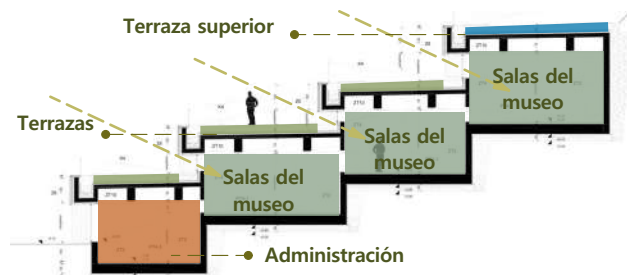 Terraza superior
Salas del
museo
Terrazas
Salas del
museo
Salas del
museo
Administración